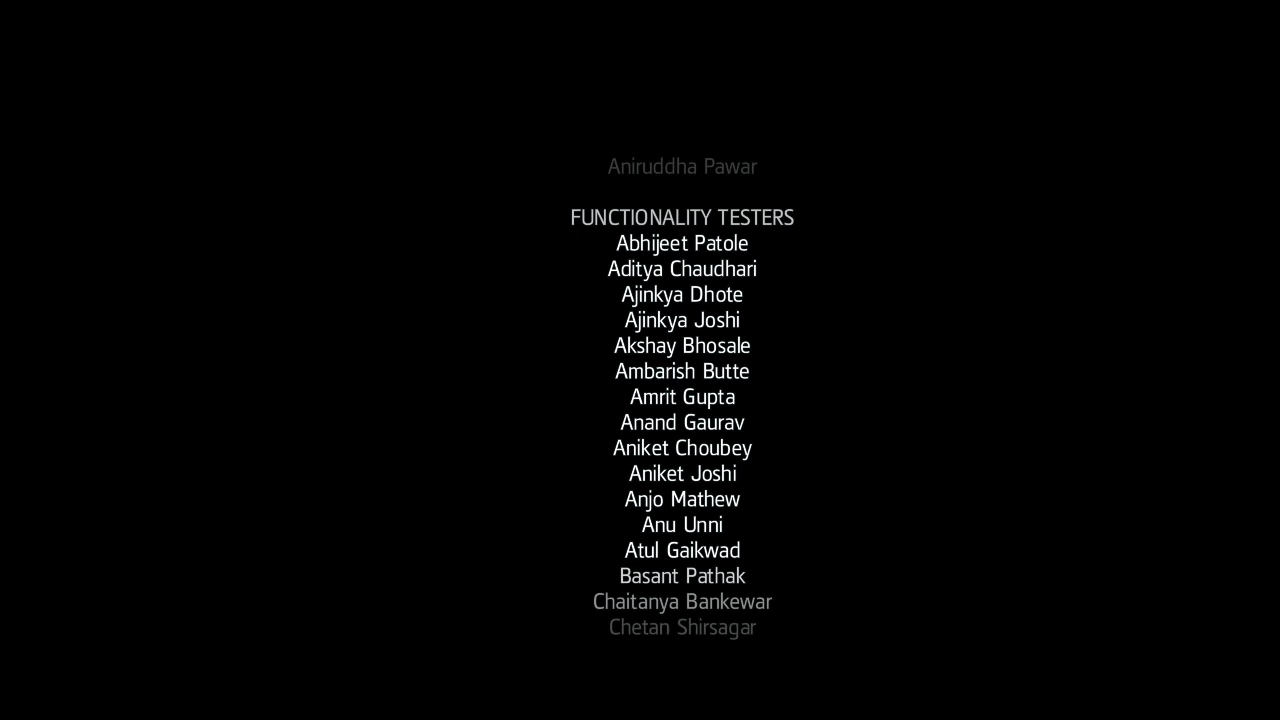 Aniruddha Pawar
FUNCTIONALITY TESTERS
Abhijeet Patole
Aditya Chaudhari
Ajinkya Dhote
Ajinkya Joshi
Akshay Bhosale
Ambarish Butte
Amrit Gupta
Anand Gaurav
Aniket Choubey
Aniket Joshi
Anjo Mathew
Anu Unni
Atul Gaikwad
Basant Pathak
Chaitanya Bankewar
Chetan Shirsagar